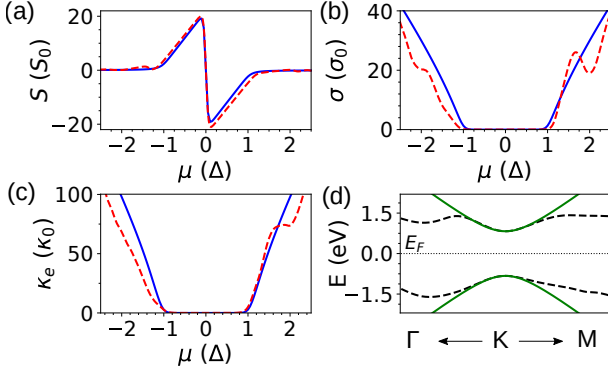 (a)
20
0
−20
S (S0)
−2 −1 0 1 2
μ (Δ)
(b)
40
20
0
σ (σ0)
−2 −1 0 1 2
μ (Δ)
(c)
100
50
0
κe (κ0)
−2 −1 0 1 2
μ (Δ)
(d)
1.5
0.0
−1.5
E (eV)
EF
Γ ← K → M